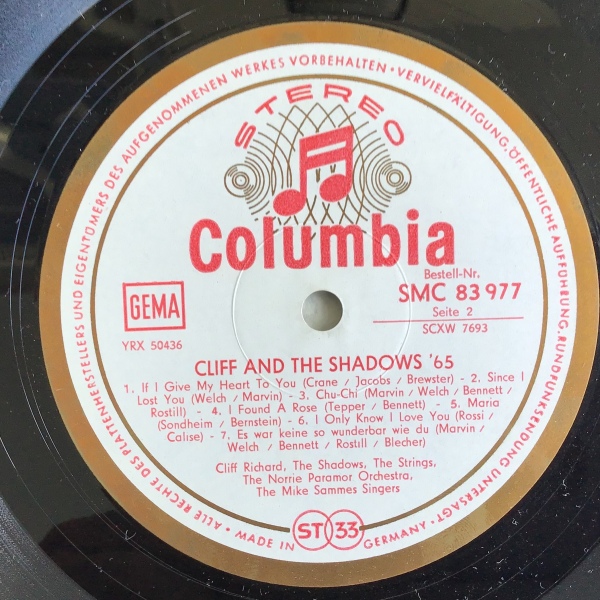 • ALLE RECHTE DES PLATTENHERSTELLERS UND EIGENTÜMERS DES AUFGENOMMENEN WERKES VORBEHALTEN • VERVIELFÄLTIGUNG, ÖFFENTLICHE AUFFÜHRUNG, RUNDFUNKSENDUNG UNTERSAGT •
STEREO
Columbia
GEMA
YRX 50436
Bestell-Nr.
SMC 83 977
Seite 2
SCXW 7693
CLIFF AND THE SHADOWS '65
1. If I Give My Heart To You (Crane / Jacobs / Brewster) - 2. Since I
Lost You (Welch / Marvin) - 3. Chu-Chi (Marvin / Welch / Bennett /
Rostill) - 4. I Found A Rose (Tepper / Bennett) - 5. Maria
(Sondheim / Bernstein) - 6. I Only Know I Love You (Rossi /
Calise) - 7. Es war keine so wunderbar wie du (Marvin /
Welch / Bennett / Rostill / Blecher)
Cliff Richard, The Shadows, The Strings,
The Norrie Paramor Orchestra,
The Mike Sammes Singers
MADE IN ST 33 GERMANY